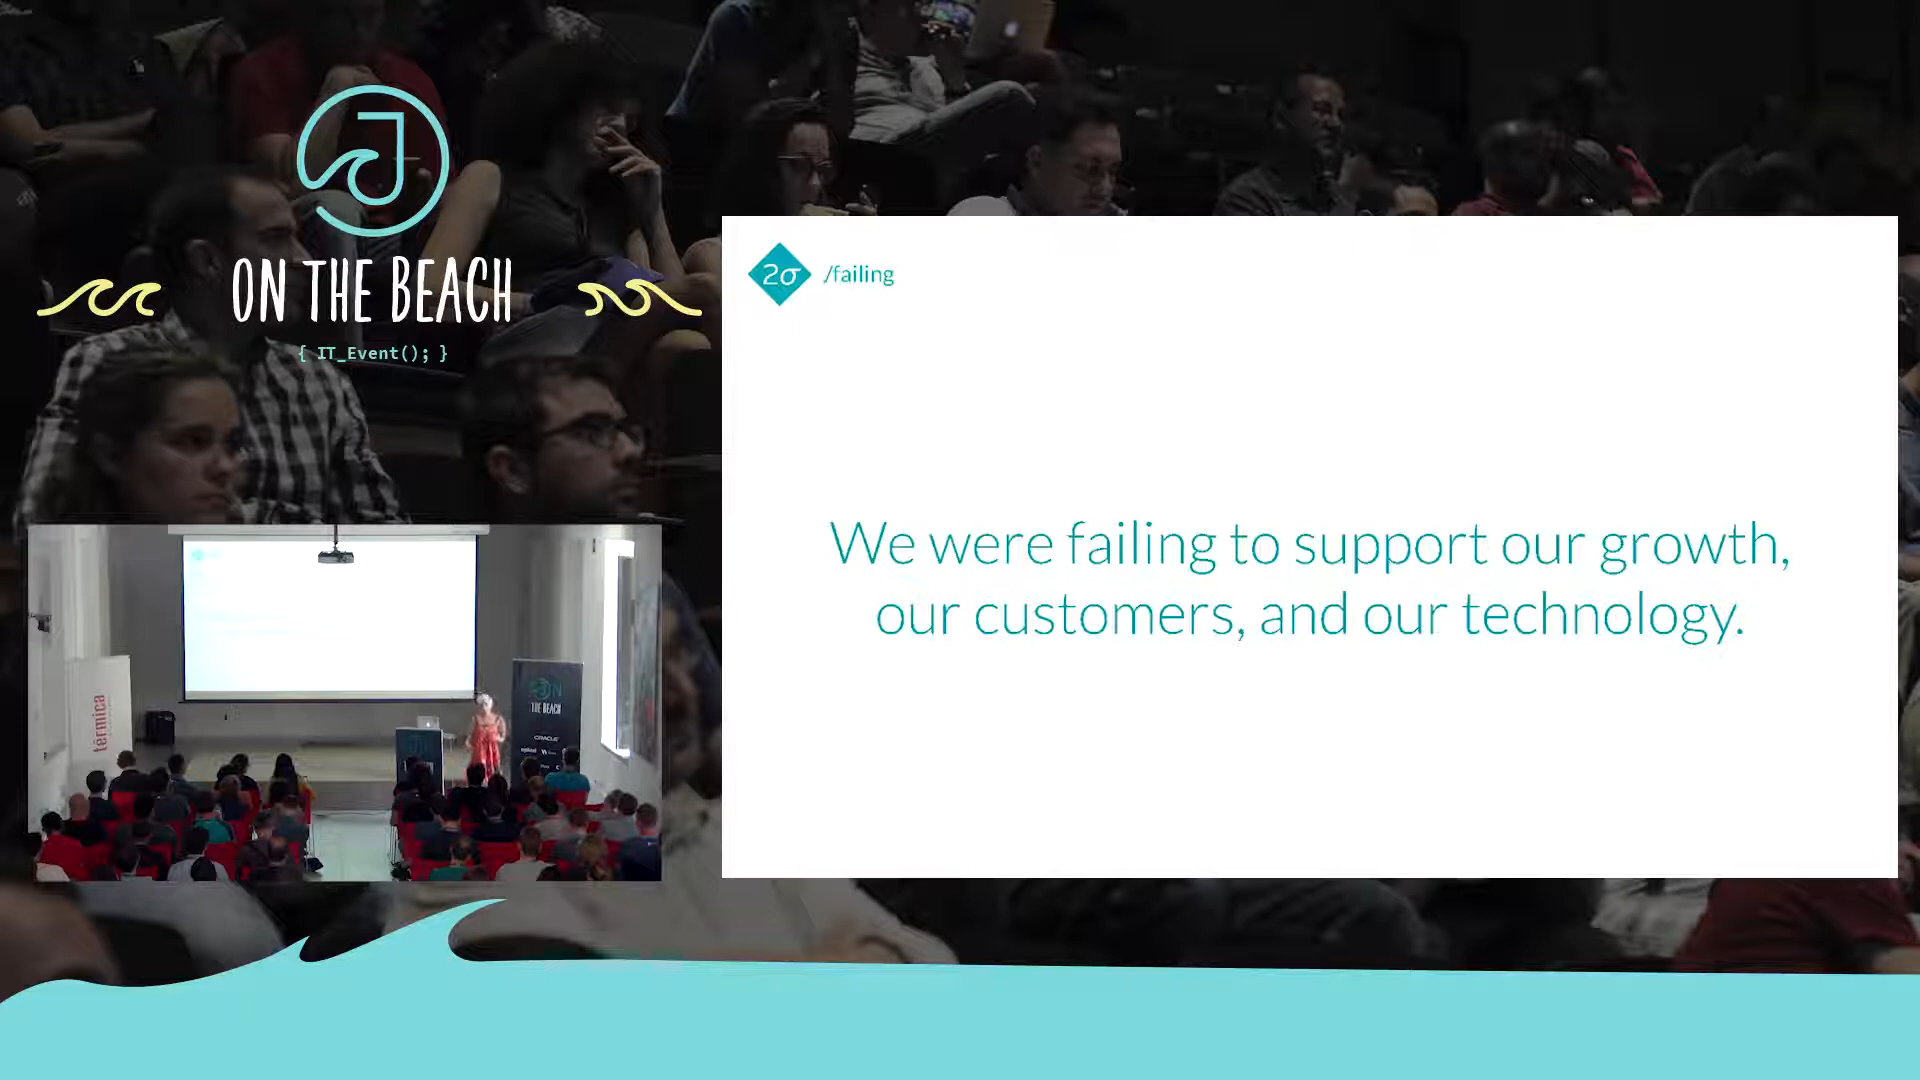 J
ON THE BEACH
{ IT_Event(); }
2σ /failing
We were failing to support our growth,
our customers, and our technology.
térmica
THE BEACH
ORACLE